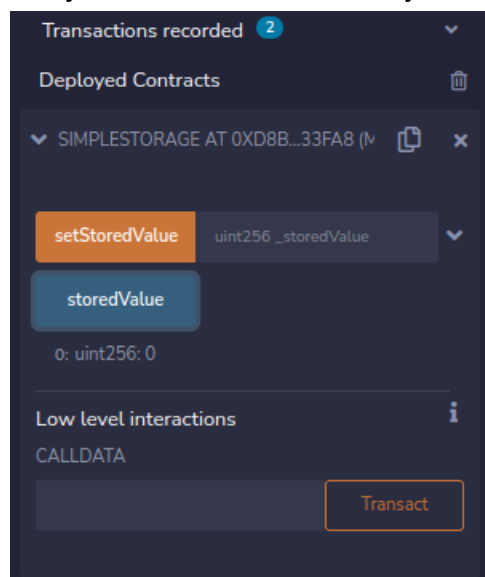 Transactions recorded 2
Deployed Contracts
SIMPLESTORAGE AT 0XD8B...33FA8 (M
setStoredValue uint256 _storedValue
storedValue
0: uint256: 0
Low level interactions i
CALLDATA
Transact